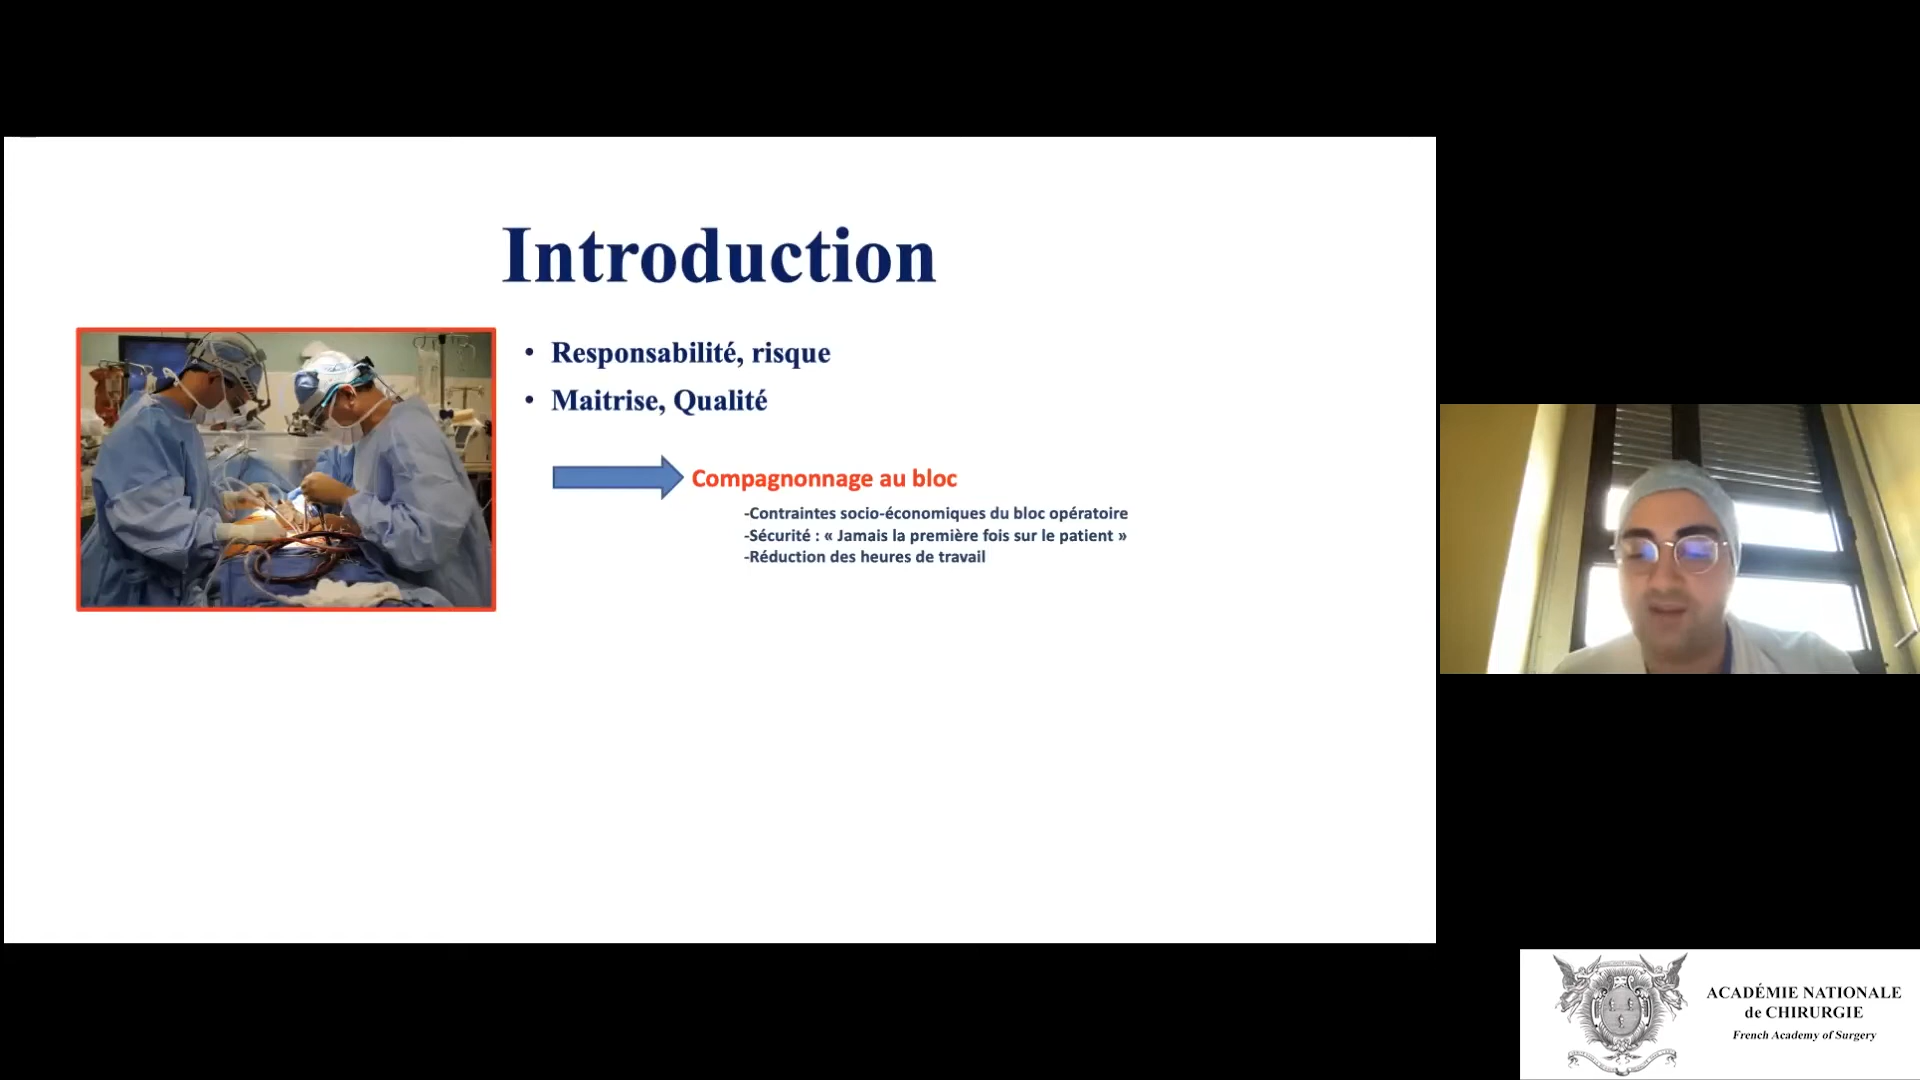 Introduction
• Responsabilité, risque
• Maitrise, Qualité
Compagnonnage au bloc
-Contraintes socio-économiques du bloc opératoire
-Sécurité : « Jamais la première fois sur le patient »
-Réduction des heures de travail
ACADÉMIE NATIONALE
de CHIRURGIE
French Academy of Surgery